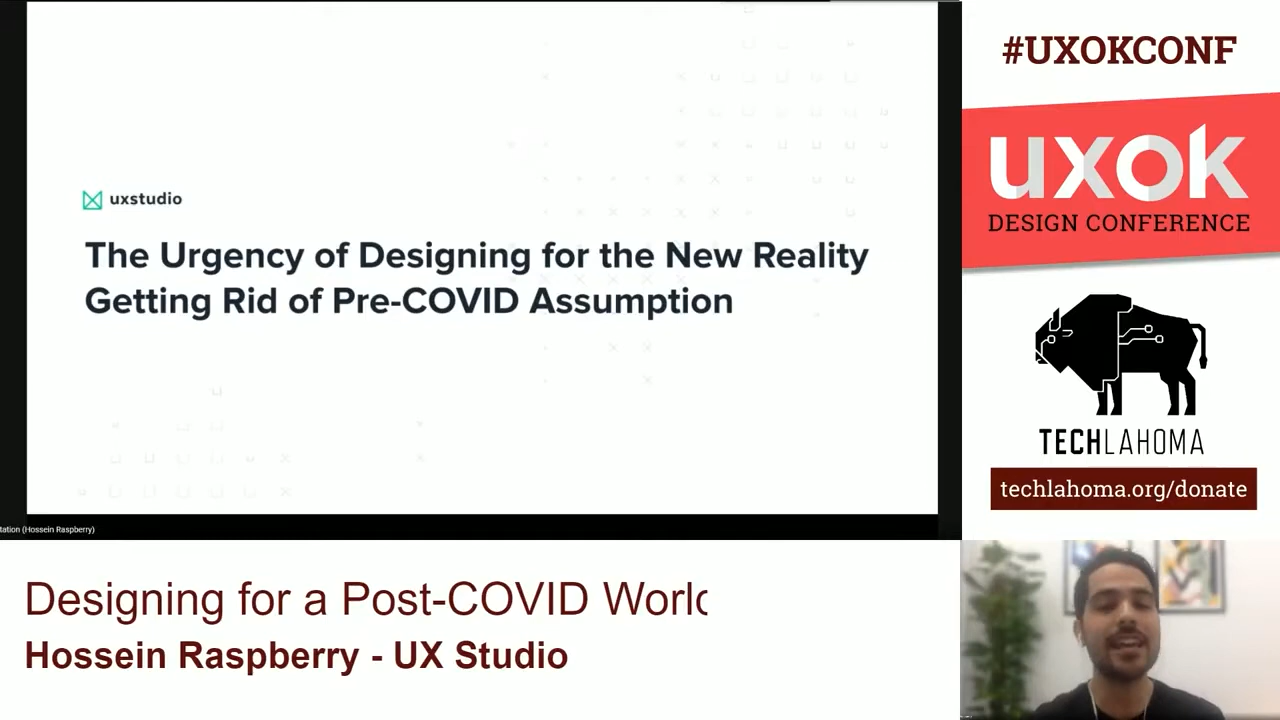 uxstudio
The Urgency of Designing for the New Reality
Getting Rid of Pre-COVID Assumption
tation (Hossein Raspberry)
#UXOKCONF
uxok
DESIGN CONFERENCE
TECHLAHOMA
techlahoma.org/donate
Designing for a Post-COVID Worl
Hossein Raspberry - UX Studio